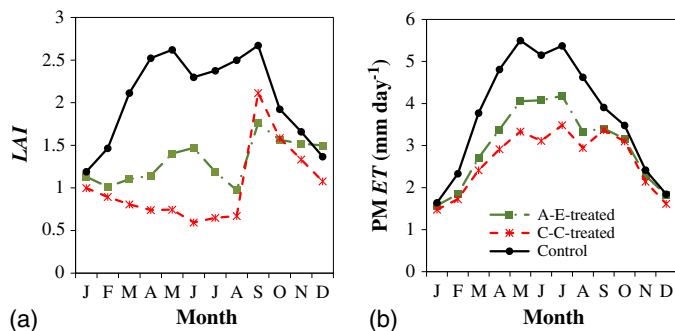 3
2.5
2
1.5
1
0.5
0
LAI
J F M A M J J A S O N D
Month
(a)
6
5
4
3
2
1
0
PM ET (mm day⁻¹)
A-E-treated
C-C-treated
Control
J F M A M J J A S O N D
Month
(b)